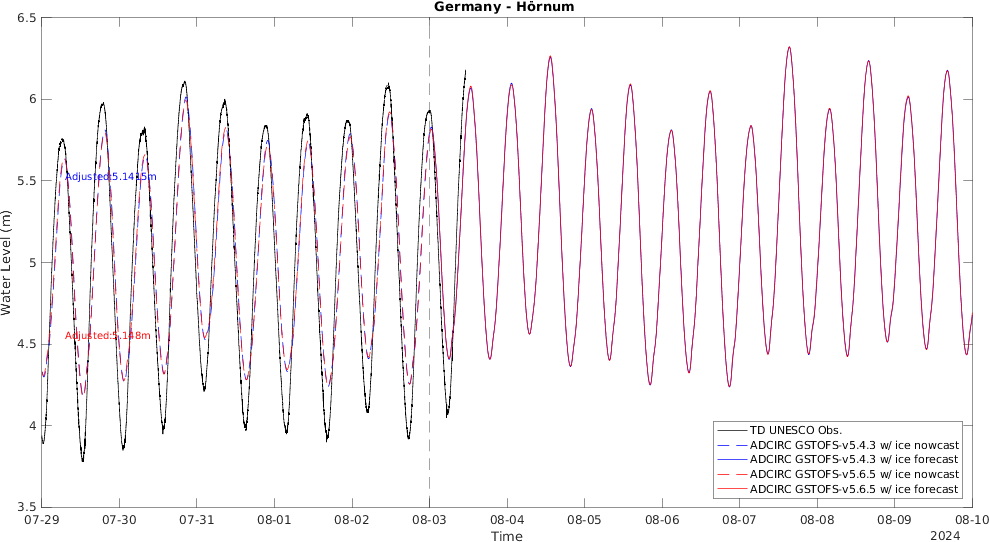 Germany - Hörnum
6.5
6
5.5
5
4.5
4
3.5
Water Level (m)
Adjusted:5.1415m
Adjusted:5.148m
TD UNESCO Obs.
ADCIRC GSTOFS-v5.4.3 w/ ice nowcast
ADCIRC GSTOFS-v5.4.3 w/ ice forecast
ADCIRC GSTOFS-v5.6.5 w/ ice nowcast
ADCIRC GSTOFS-v5.6.5 w/ ice forecast
07-29 07-30 07-31 08-01 08-02 08-03 08-04 08-05 08-06 08-07 08-08 08-09 08-10
Time
2024